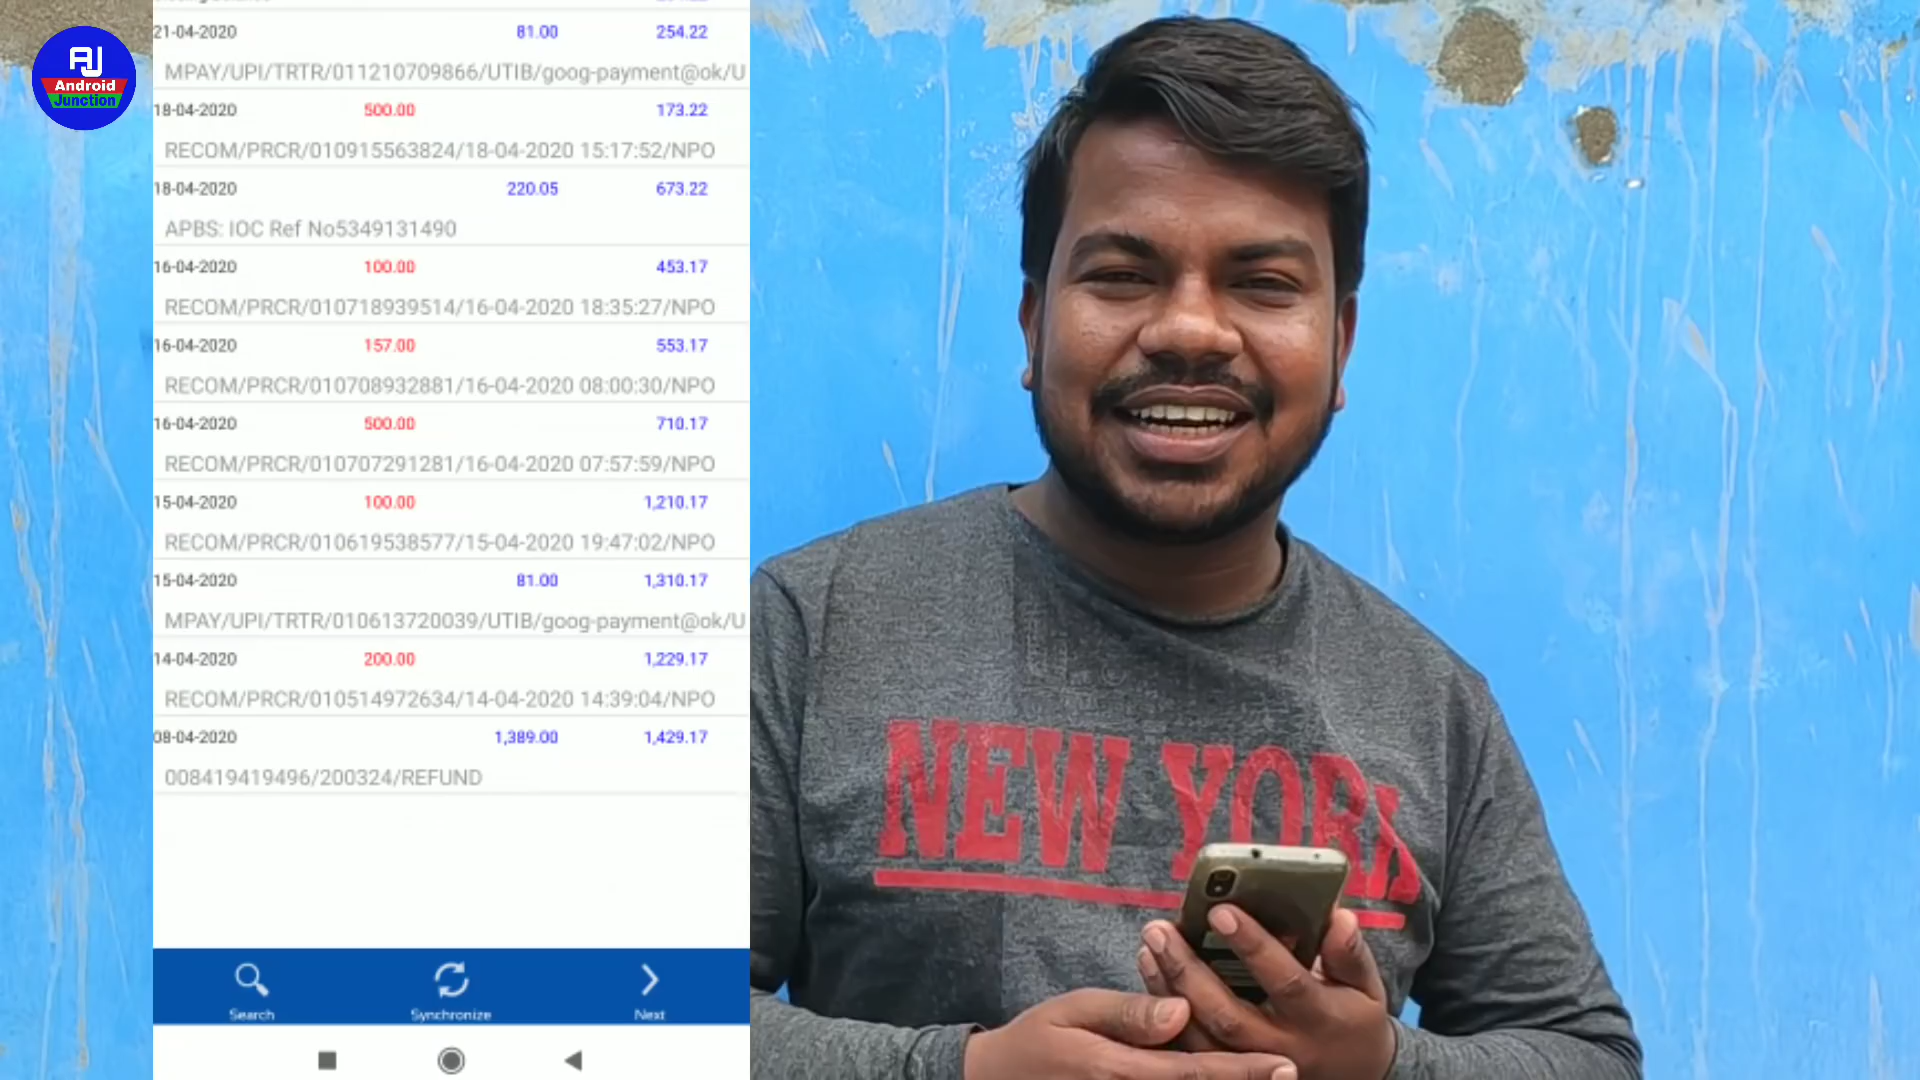 AJ
Android
Junction
21-04-2020 81.00 254.22
MPAY/UPI/TRTR/011210709866/UTIB/goog-payment@ok/U
18-04-2020 500.00 173.22
RECOM/PRCR/010915563824/18-04-2020 15:17:52/NPO
18-04-2020 220.05 673.22
APBS: IOC Ref No5349131490
16-04-2020 100.00 453.17
RECOM/PRCR/010718939514/16-04-2020 18:35:27/NPO
16-04-2020 157.00 553.17
RECOM/PRCR/010708932881/16-04-2020 08:00:30/NPO
16-04-2020 500.00 710.17
RECOM/PRCR/010707291281/16-04-2020 07:57:59/NPO
15-04-2020 100.00 1,210.17
RECOM/PRCR/010619538577/15-04-2020 19:47:02/NPO
15-04-2020 81.00 1,310.17
MPAY/UPI/TRTR/010613720039/UTIB/goog-payment@ok/U
14-04-2020 200.00 1,229.17
RECOM/PRCR/010514972634/14-04-2020 14:39:04/NPO
08-04-2020 1,389.00 1,429.17
008419419496/200324/REFUND
Search Synchronize Next
NEW YORK